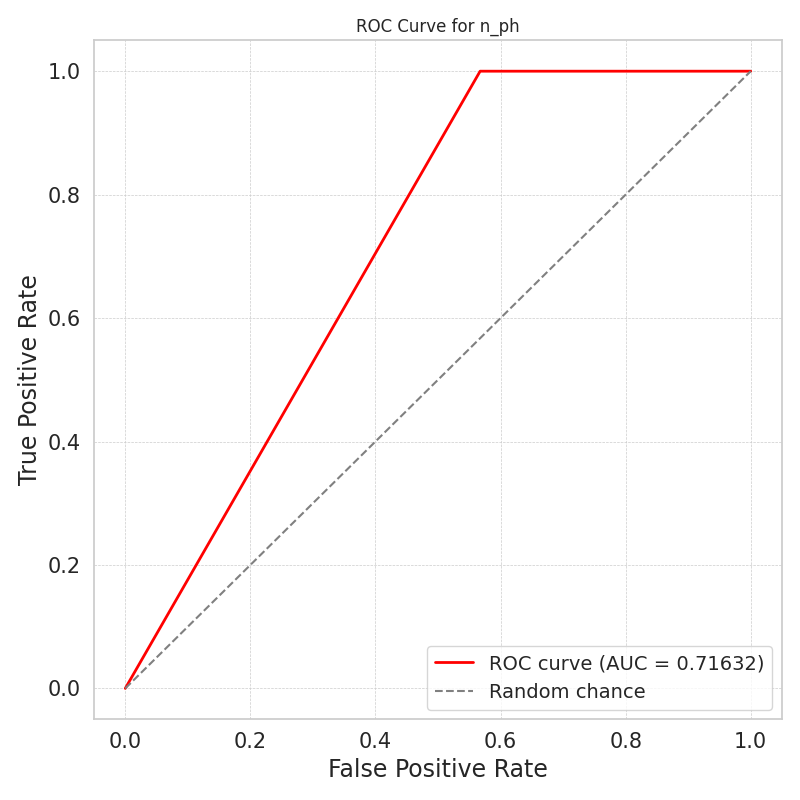 ROC Curve for n_ph
1.0
0.8
0.6
0.4
0.2
0.0
True Positive Rate
ROC curve (AUC = 0.71632)
Random chance
0.0 0.2 0.4 0.6 0.8 1.0
False Positive Rate